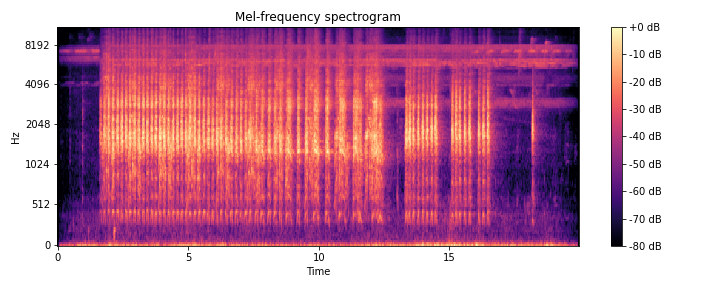 Mel-frequency spectrogram
8192
4096
2048
1024
512
0
Hz
0
5
10
15
Time
+0 dB
-10 dB
-20 dB
-30 dB
-40 dB
-50 dB
-60 dB
-70 dB
-80 dB